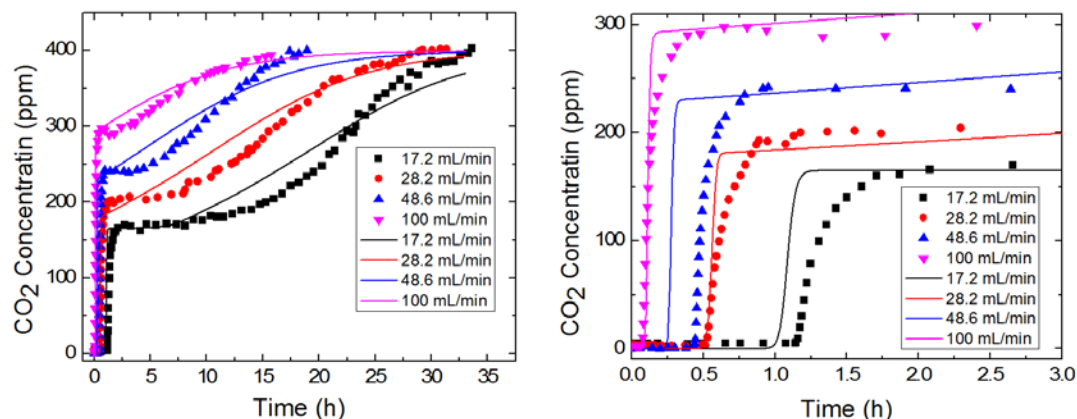 CO2 Concentratin (ppm)
400
300
200
100
0
0 5 10 15 20 25 30 35
Time (h)
17.2 mL/min
28.2 mL/min
48.6 mL/min
100 mL/min
17.2 mL/min
28.2 mL/min
48.6 mL/min
100 mL/min
CO2 Concentratin (ppm)
300
200
100
0
0.0 0.5 1.0 1.5 2.0 2.5 3.0
Time (h)
17.2 mL/min
28.2 mL/min
48.6 mL/min
100 mL/min
17.2 mL/min
28.2 mL/min
48.6 mL/min
100 mL/min